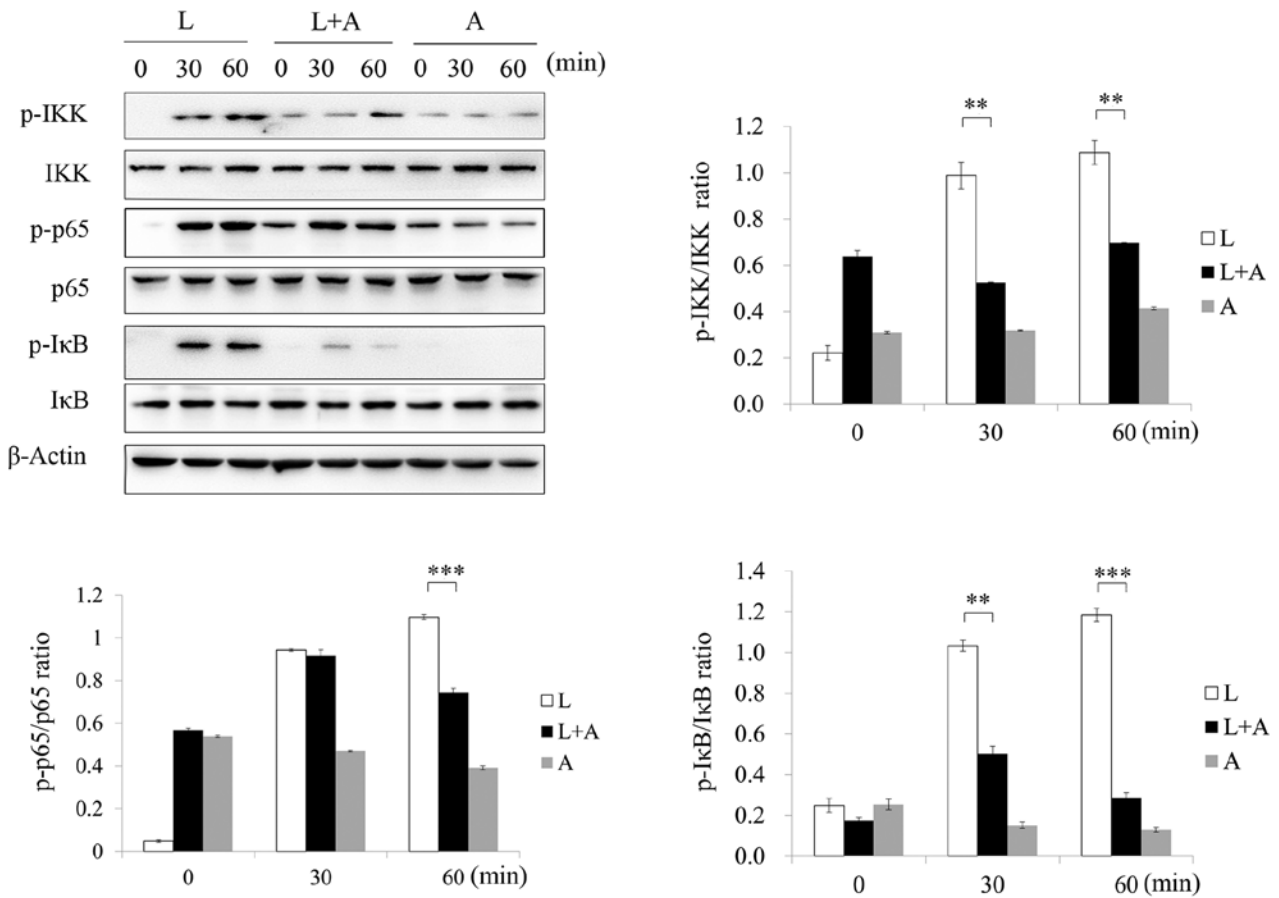 L L+A A
0 30 60 0 30 60 0 30 60 (min)
p-IKK
IKK
p-p65
p65
p-IκB
IκB
β-Actin
p-IKK/IKK ratio
1.2
1.0
0.8
0.6
0.4
0.2
0.0
** **
0 30 60 (min)
L
L+A
A
p-p65/p65 ratio
1.2
1
0.8
0.6
0.4
0.2
0
***
0 30 60 (min)
L
L+A
A
p-IκB/IκB ratio
1.4
1.2
1.0
0.8
0.6
0.4
0.2
0.0
** ***
0 30 60 (min)
L
L+A
A